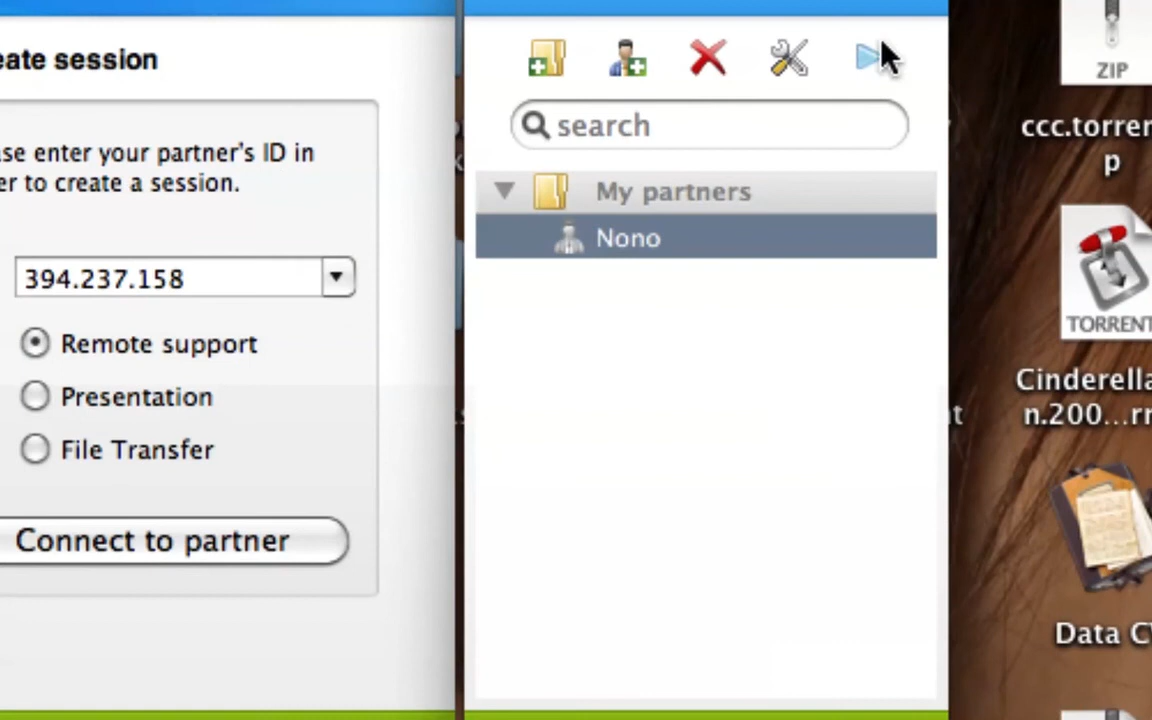 eate session
se enter your partner's ID in
er to create a session.
394.237.158
Remote support
Presentation
File Transfer
Connect to partner
search
My partners
Nono
ZIP
ccc.torrer
p
TORRENT
Cinderella
n.200...rr
Data C